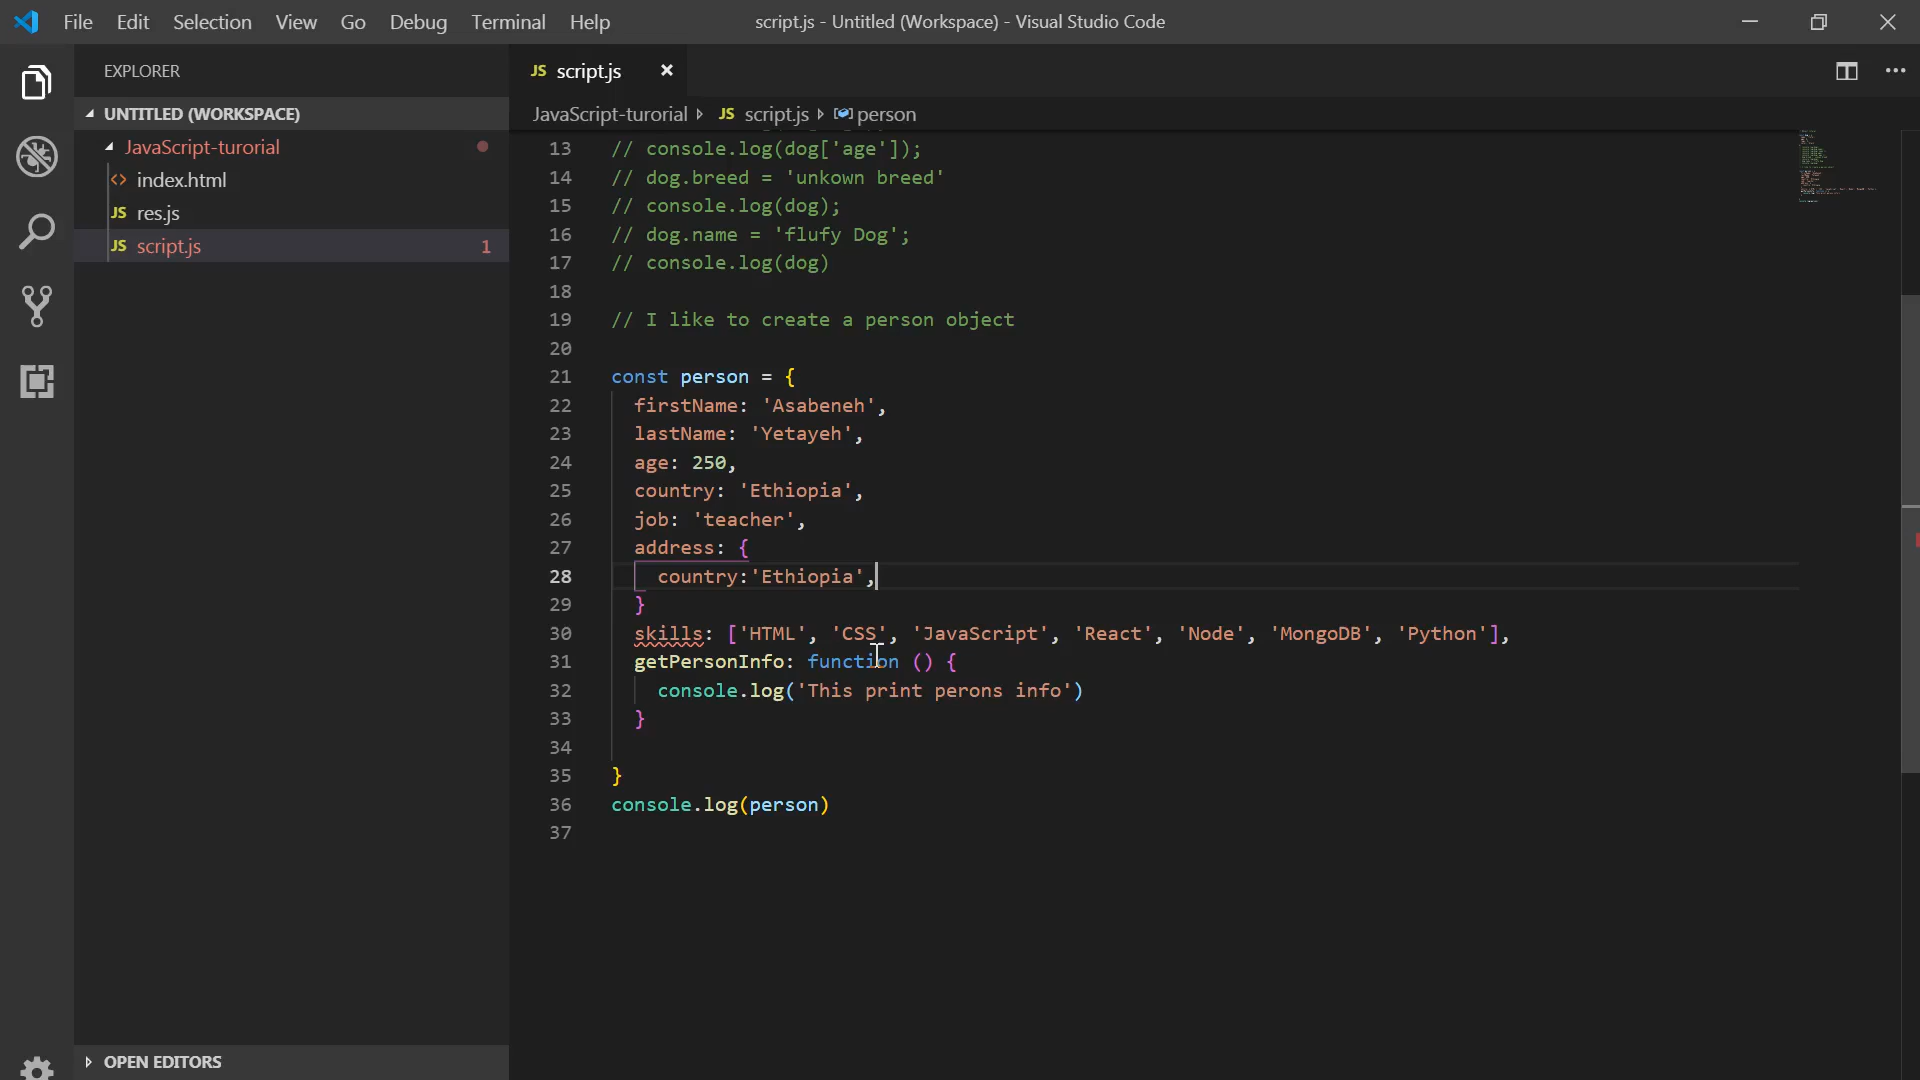 File Edit Selection View Go Debug Terminal Help script.js - Untitled (Workspace) - Visual Studio Code
EXPLORER
UNTITLED (WORKSPACE)
JavaScript-turorial
<> index.html
JS res.js
JS script.js 1
OPEN EDITORS
JS script.js
JavaScript-turorial JS script.js person
13 // console.log(dog['age']);
14 // dog.breed = 'unkown breed'
15 // console.log(dog);
16 // dog.name = 'flufy Dog';
17 // console.log(dog)
18
19 // I like to create a person object
20
21 const person = {
22 firstName: 'Asabeneh',
23 lastName: 'Yetayeh',
24 age: 250,
25 country: 'Ethiopia',
26 job: 'teacher',
27 address: {
28 country:'Ethiopia',
29 }
30 skills: ['HTML', 'CSS', 'JavaScript', 'React', 'Node', 'MongoDB', 'Python'],
31 getPersonInfo: function () {
32 console.log('This print perons info')
33 }
34
35 }
36 console.log(person)
37